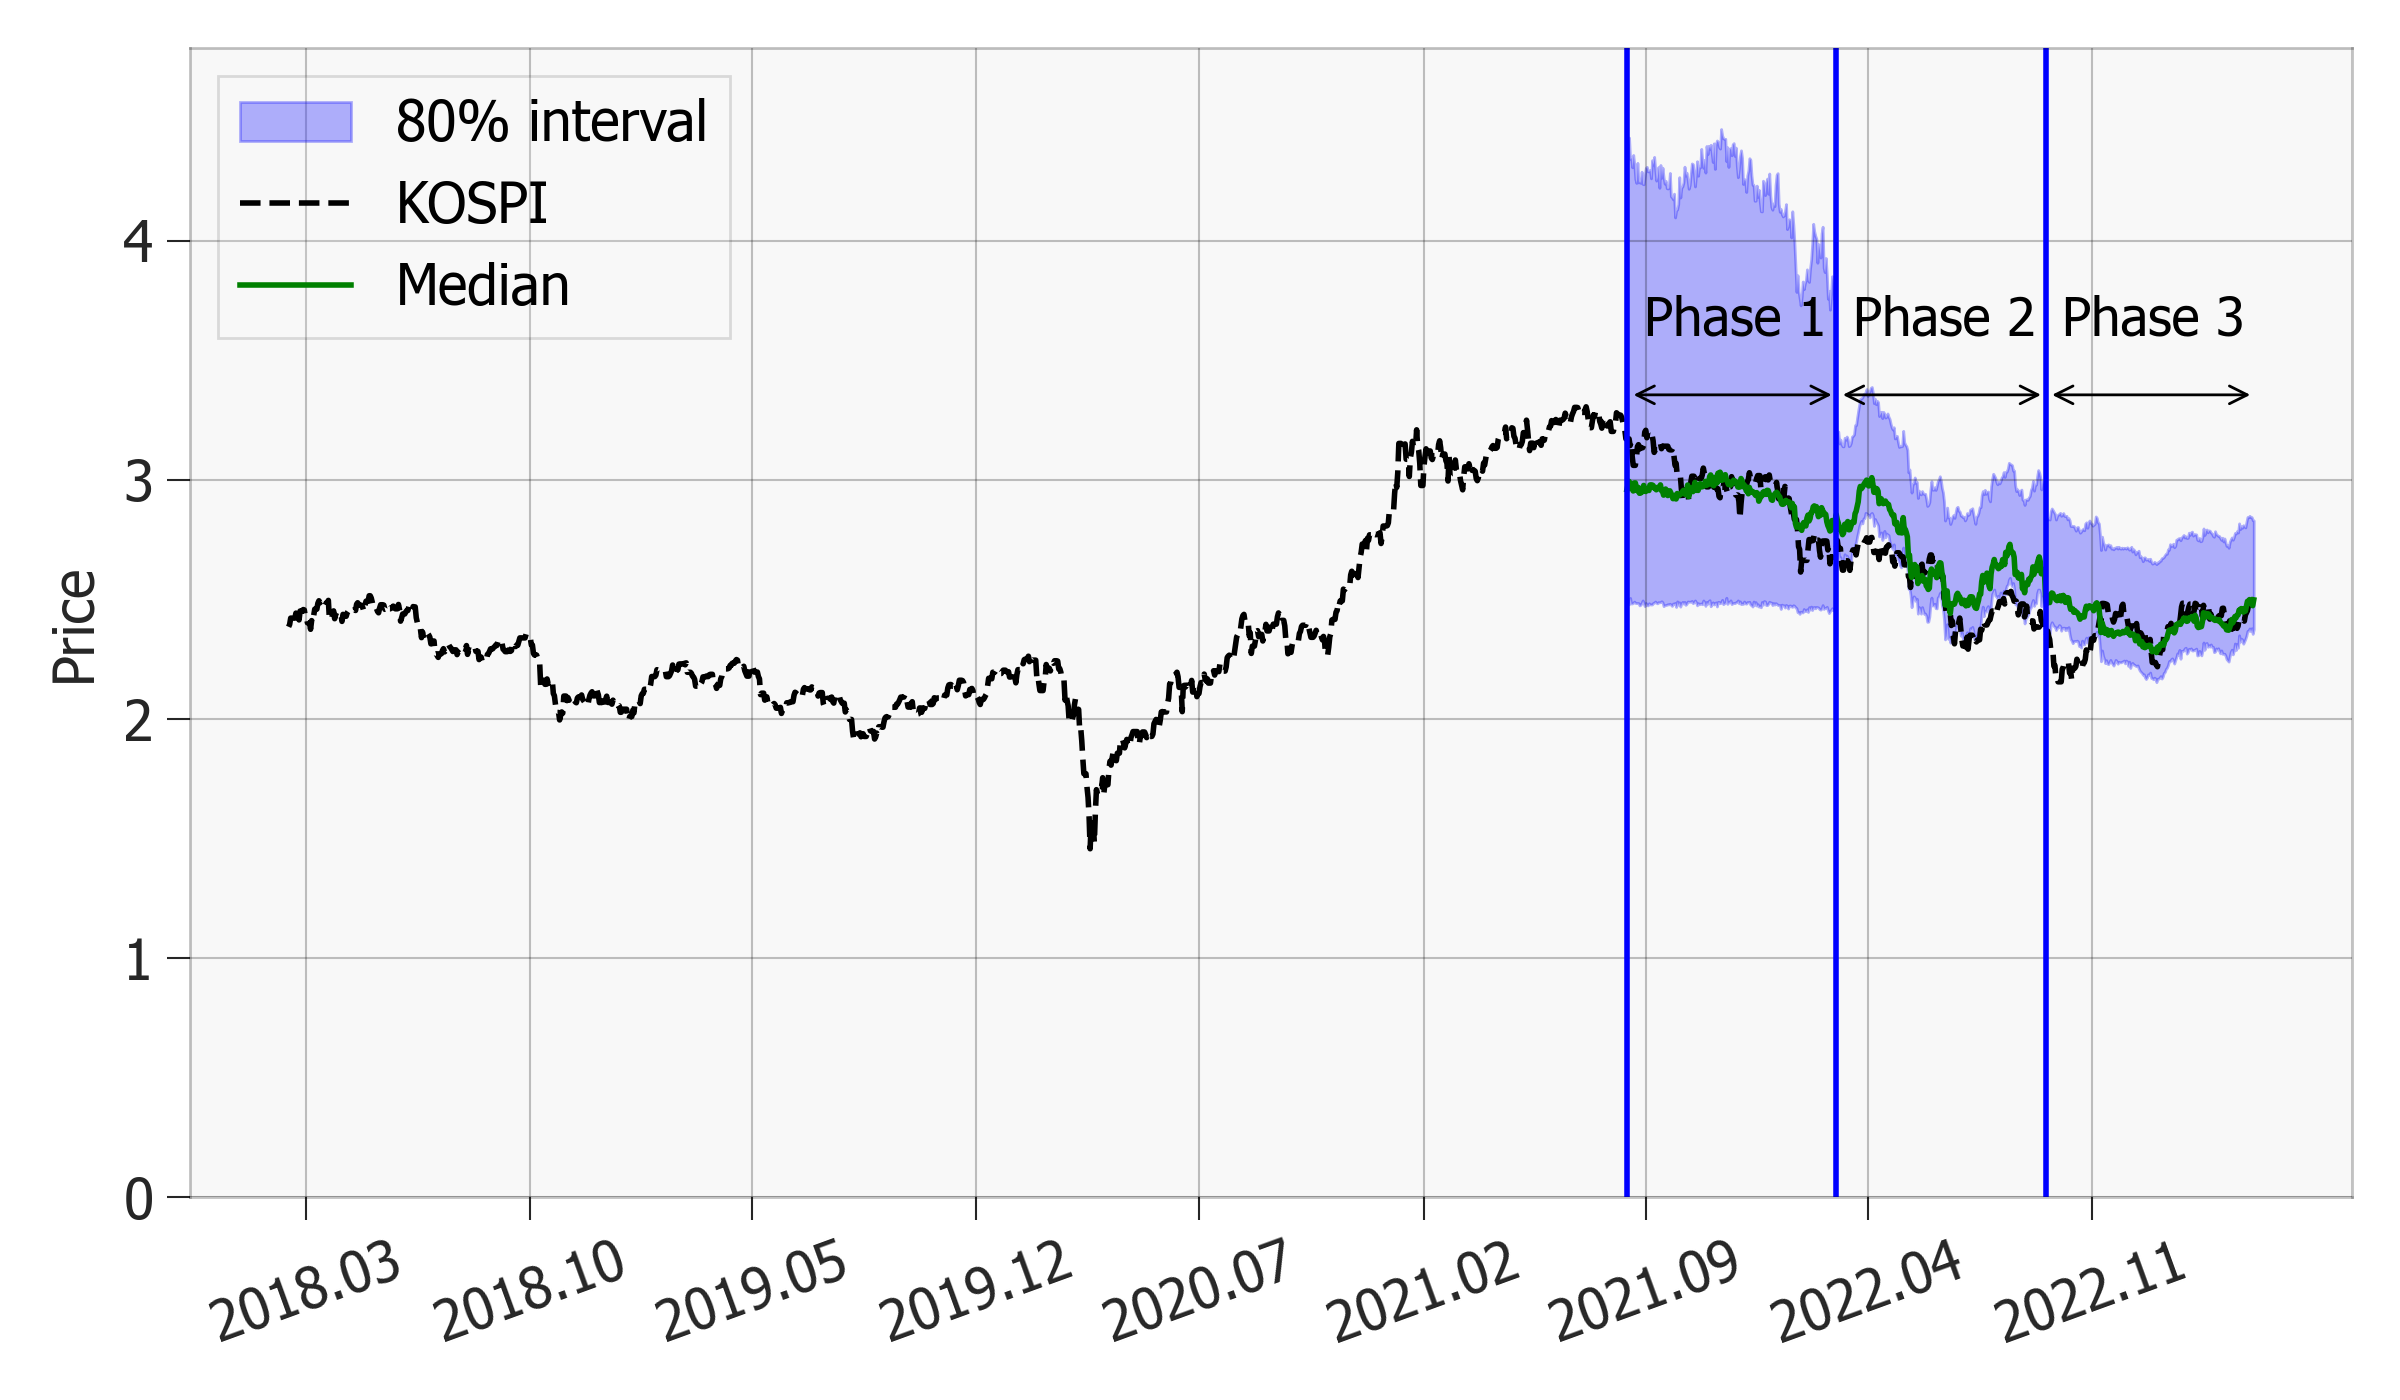 80% interval
KOSPI
Median
Phase 1
Phase 2
Phase 3
Price
4
3
2
1
0
2018.03
2018.10
2019.05
2019.12
2020.07
2021.02
2021.09
2022.04
2022.11